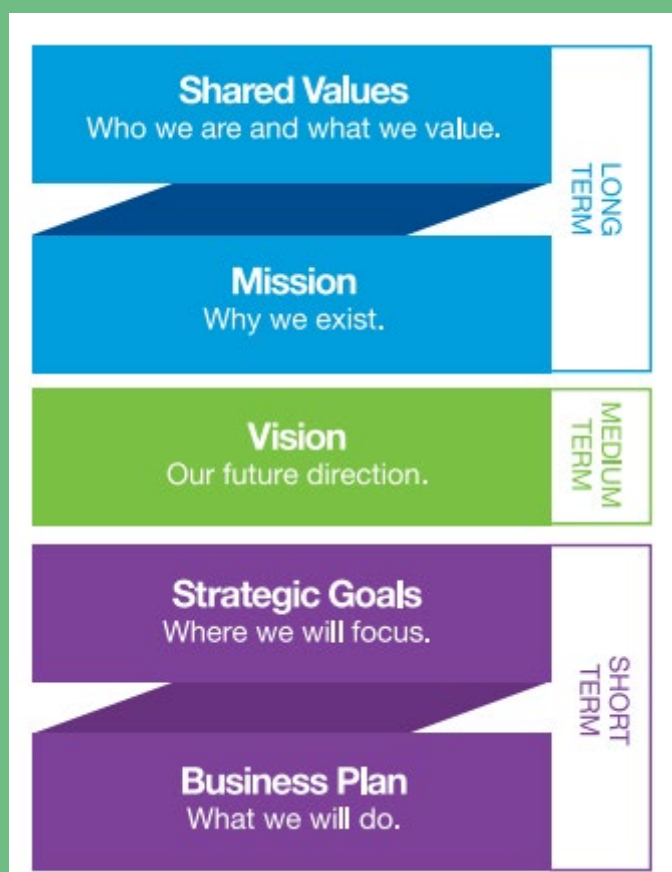 Shared Values
Who we are and what we value.
LONG
TERM
Mission
Why we exist.
Vision
Our future direction.
MEDIUM
TERM
Strategic Goals
Where we will focus.
SHORT
TERM
Business Plan
What we will do.